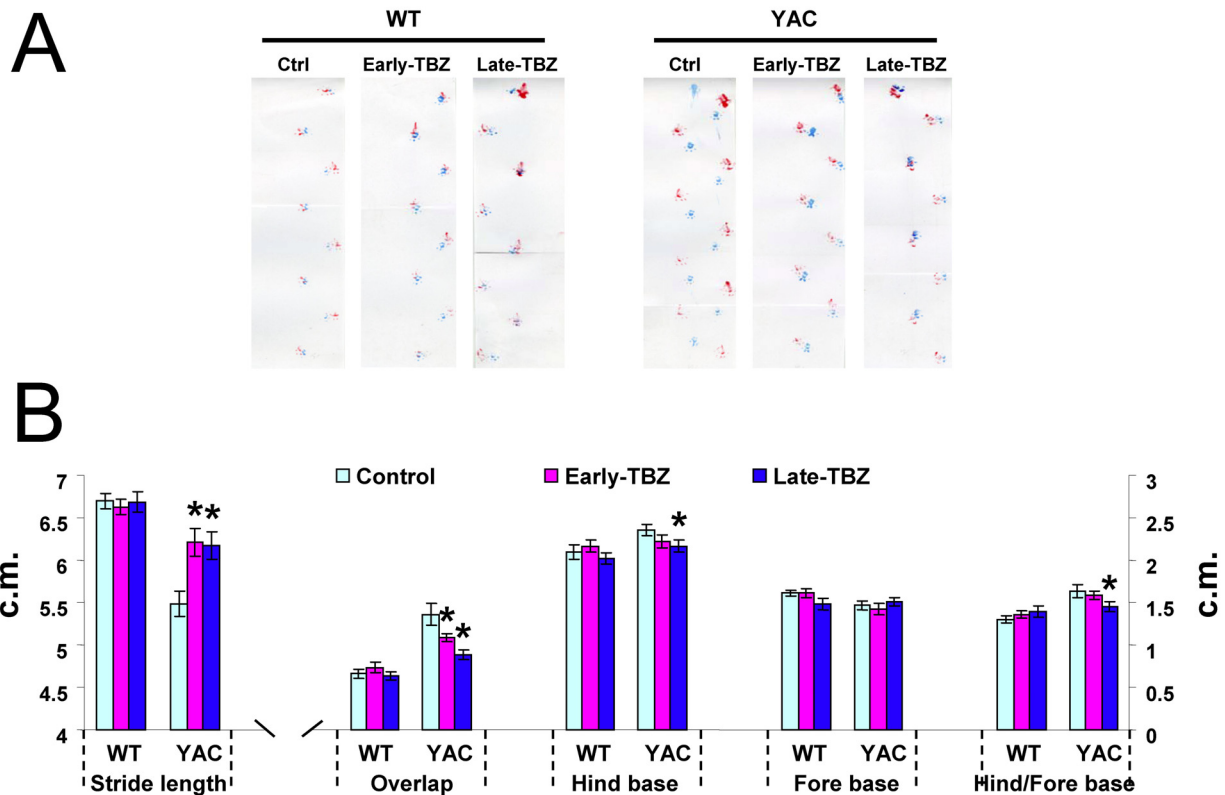 A
WT YAC
Ctrl Early-TBZ Late-TBZ Ctrl Early-TBZ Late-TBZ
B
Control Early-TBZ Late-TBZ
7 3
6.5 2.5
6 2
5.5 1.5
5 1
4.5 0.5
4 0
c.m. c.m.
* * * * * *
WT YAC WT YAC WT YAC WT YAC WT YAC
Stride length Overlap Hind base Fore base Hind/Fore base